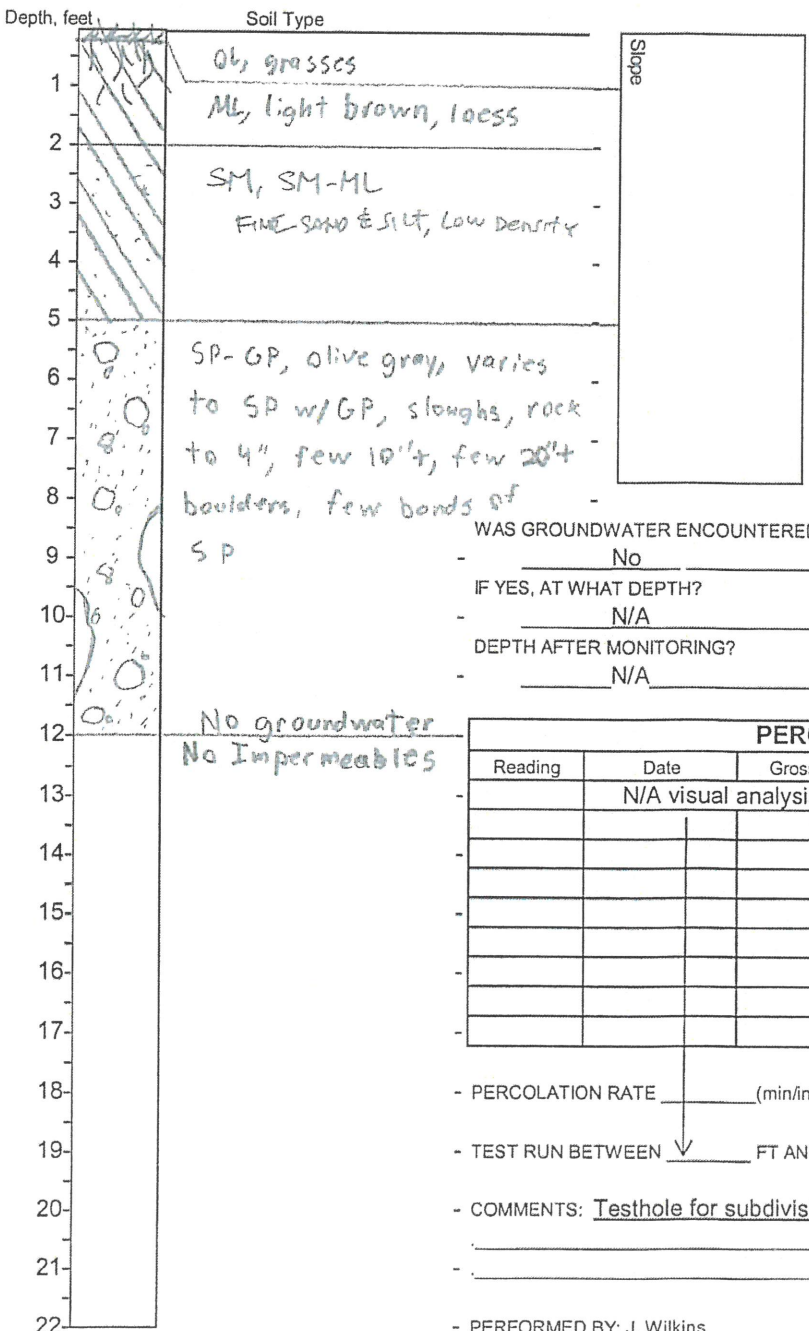 Depth, feet
Soil Type
Slope
OL, grasses
1
ML, light brown, loess
2
SM, SM-ML
3
FINE SAND & SILT, LOW DENSITY
4
5
SP-GP, olive gray, varies
6
to SP w/GP, sloughs, rock
7
to 4", few 10"+, few 20"+
8
boulders, few bands of
SP
9
10
11
12
No groundwater
No Impermeables
13
14
15
16
17
18
19
20
21
22
WAS GROUNDWATER ENCOUNTERED
No
IF YES, AT WHAT DEPTH?
N/A
DEPTH AFTER MONITORING?
N/A
PERC
Reading Date Gross
N/A visual analysi
PERCOLATION RATE (min/in
TEST RUN BETWEEN FT AN
COMMENTS: Testhole for subdivis
PERFORMED BY: J. Wilkins